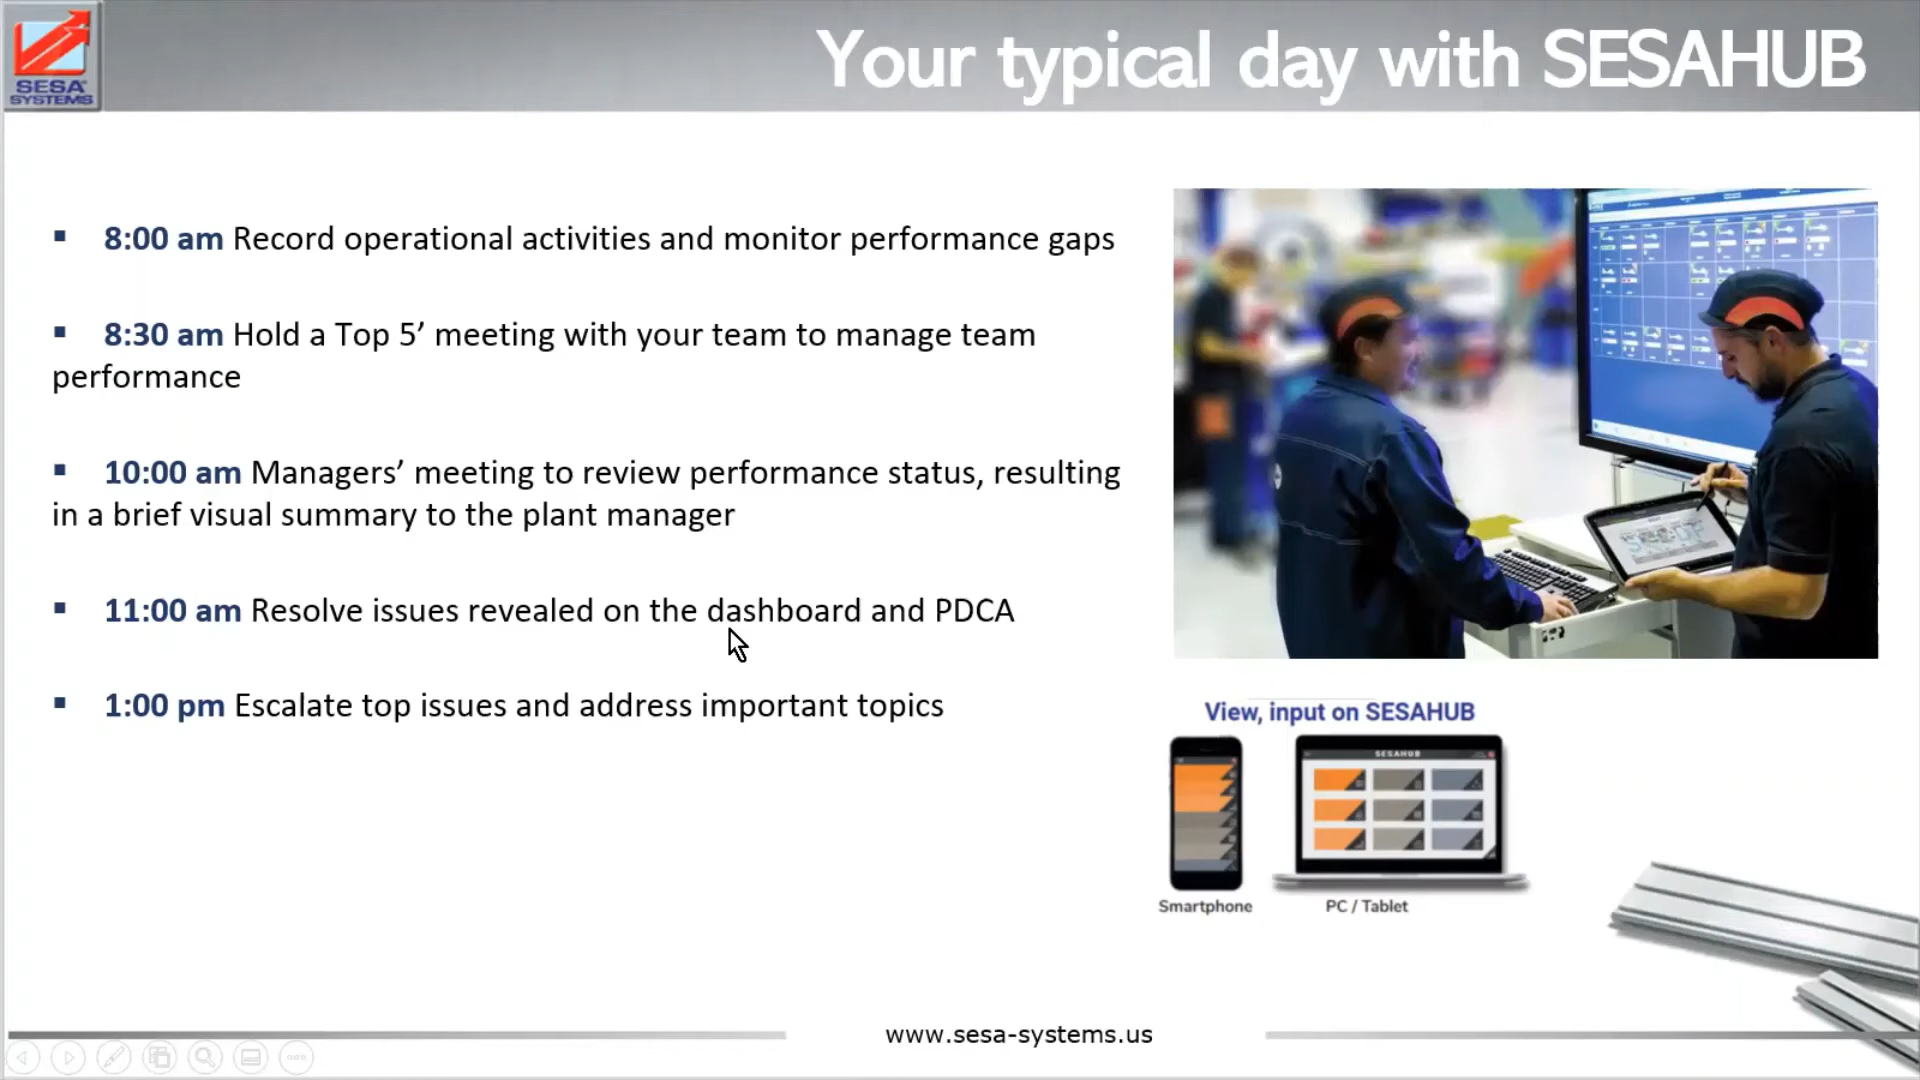 SESA
SYSTEMS
Your typical day with SESAHUB
▪ 8:00 am Record operational activities and monitor performance gaps
▪ 8:30 am Hold a Top 5’ meeting with your team to manage team
performance
▪ 10:00 am Managers’ meeting to review performance status, resulting
in a brief visual summary to the plant manager
▪ 11:00 am Resolve issues revealed on the dashboard and PDCA
▪ 1:00 pm Escalate top issues and address important topics
View, input on SESAHUB
SESAHUB
Smartphone
PC / Tablet
www.sesa-systems.us